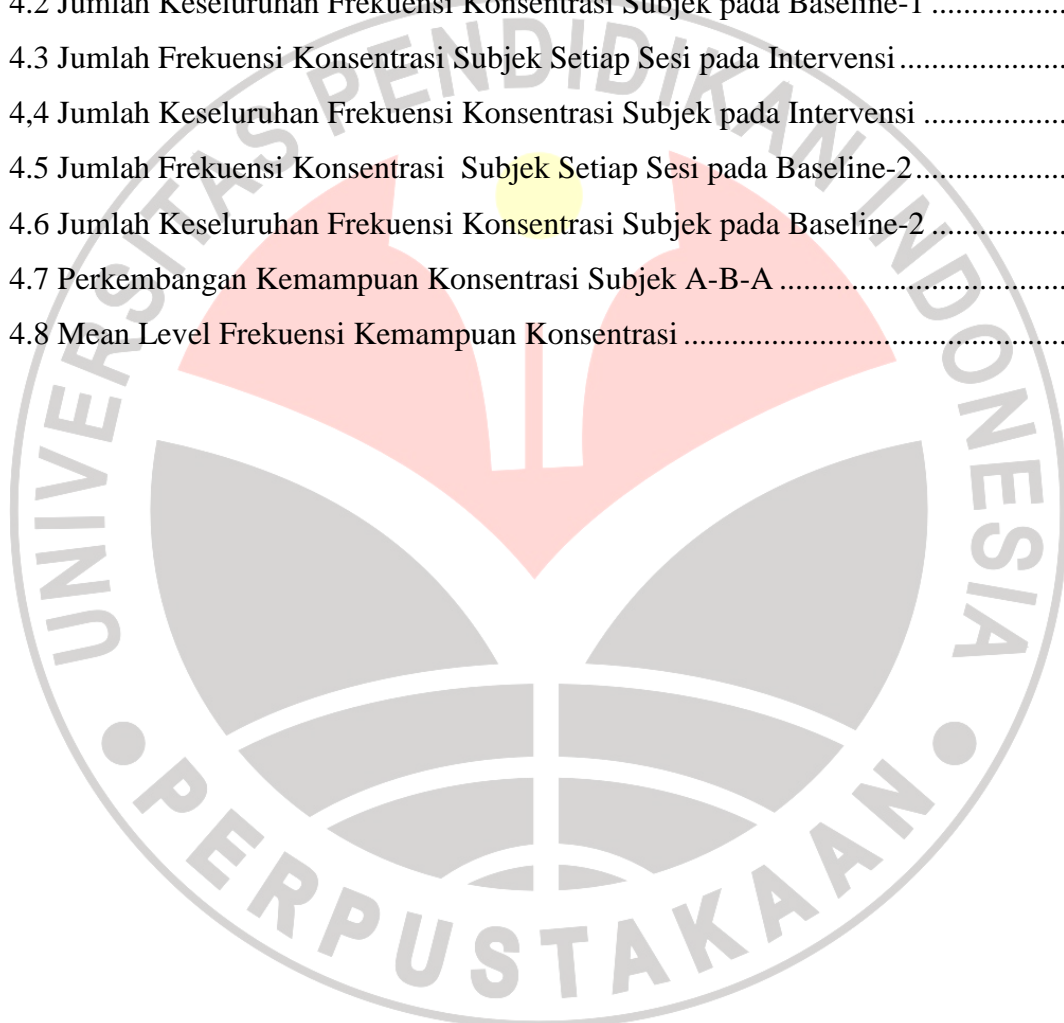 4.2 Jumlah Keseluruhan Frekuensi Konsentrasi Subjek pada Baseline-1 .................
4.3 Jumlah Frekuensi Konsentrasi Subjek Setiap Sesi pada Intervensi .....................
4,4 Jumlah Keseluruhan Frekuensi Konsentrasi Subjek pada Intervensi ..................
4.5 Jumlah Frekuensi Konsentrasi  Subjek Setiap Sesi pada Baseline-2 ...................
4.6 Jumlah Keseluruhan Frekuensi Konsentrasi Subjek pada Baseline-2 .................
4.7 Perkembangan Kemampuan Konsentrasi Subjek A-B-A ....................................
4.8 Mean Level Frekuensi Kemampuan Konsentrasi ................................................
UNIVERSITAS PENDIDIKAN INDONESIA
PERPUSTAKAAN